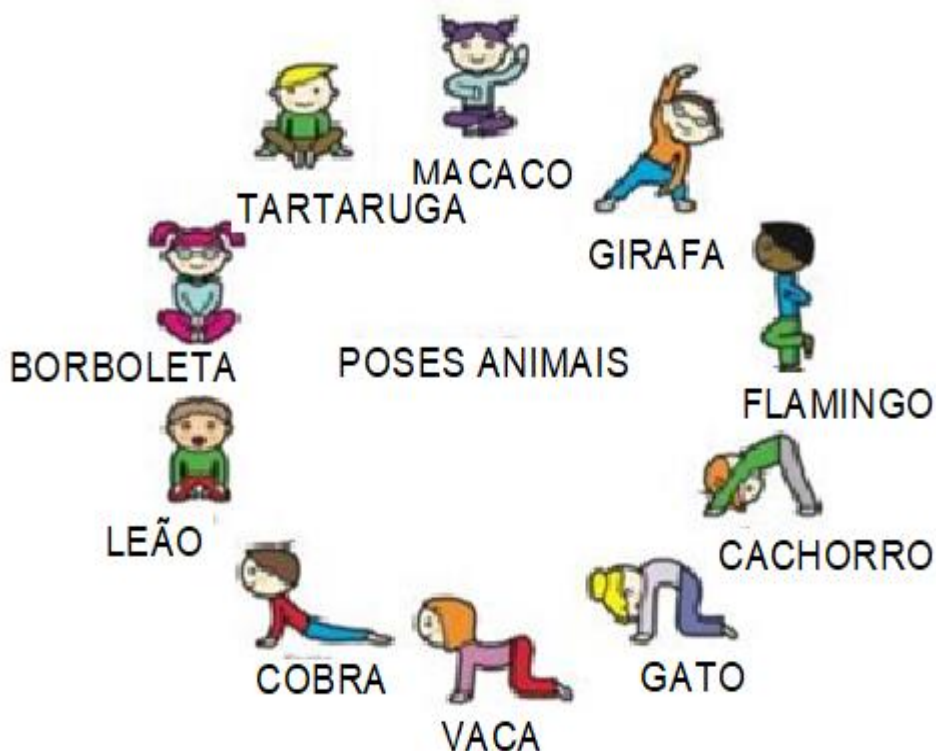 MACACO
TARTARUGA
GIRAFA
BORBOLETA
POSES ANIMAIS
FLAMINGO
LEÃO
CACHORRO
COBRA
GATO
VACA